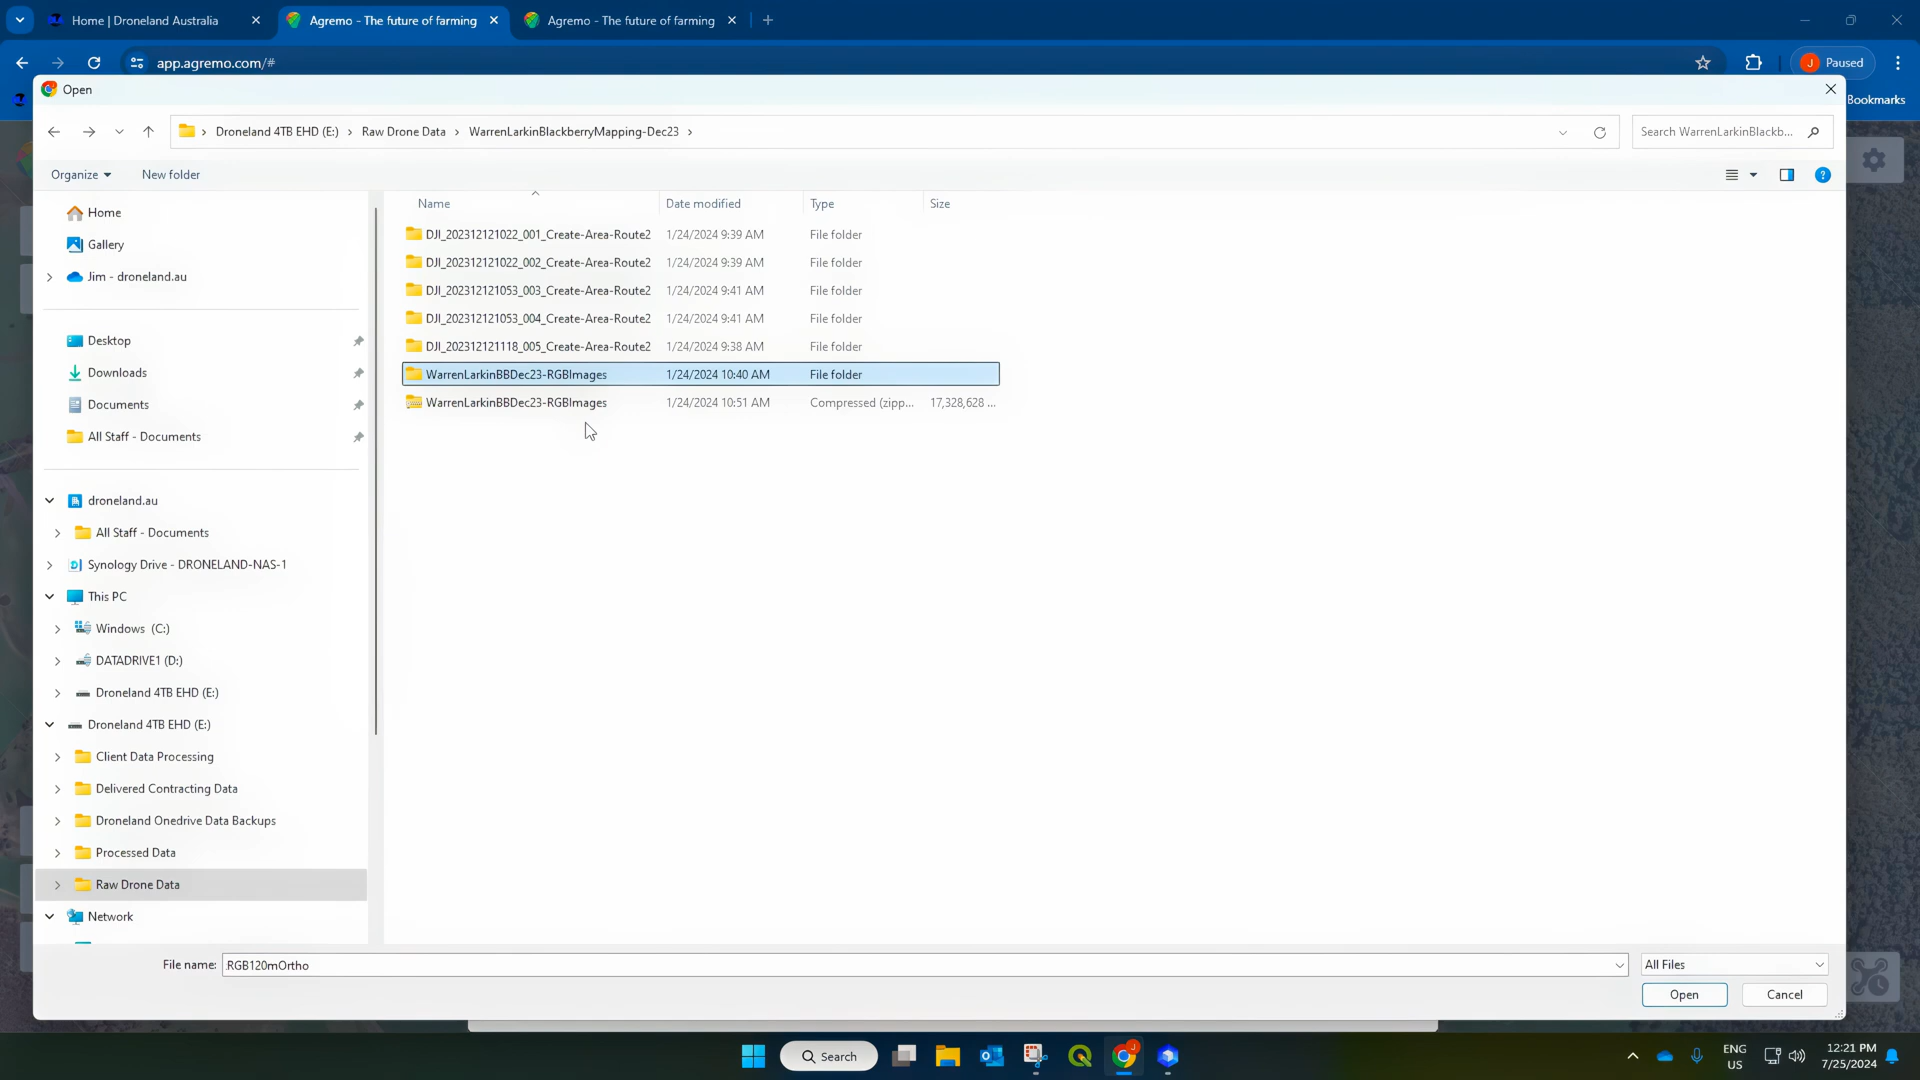 Home | Droneland Australia
Agremo - The future of farming
Agremo - The future of farming
app.agremo.com/#
J Paused
Bookmarks
Open
Droneland 4TB EHD (E:) > Raw Drone Data > WarrenLarkinBlackberryMapping-Dec23 >
Search WarrenLarkinBlackb...
Organize
New folder
Name Date modified Type Size
DJI_202312121022_001_Create-Area-Route2 1/24/2024 9:39 AM File folder
DJI_202312121022_002_Create-Area-Route2 1/24/2024 9:39 AM File folder
DJI_202312121053_003_Create-Area-Route2 1/24/2024 9:41 AM File folder
DJI_202312121053_004_Create-Area-Route2 1/24/2024 9:41 AM File folder
DJI_202312121118_005_Create-Area-Route2 1/24/2024 9:38 AM File folder
WarrenLarkinBBDec23-RGBImages 1/24/2024 10:40 AM File folder
WarrenLarkinBBDec23-RGBImages 1/24/2024 10:51 AM Compressed (zipp... 17,328,628 ...
Home
Gallery
Jim - droneland.au
Desktop
Downloads
Documents
All Staff - Documents
droneland.au
All Staff - Documents
Synology Drive - DRONELAND-NAS-1
This PC
Windows (C:)
DATADRIVE1 (D:)
Droneland 4TB EHD (E:)
Droneland 4TB EHD (E:)
Client Data Processing
Delivered Contracting Data
Droneland Onedrive Data Backups
Processed Data
Raw Drone Data
Network
File name: RGB120mOrtho
All Files
Open
Cancel
Search
ENG
US
12:21 PM
7/25/2024